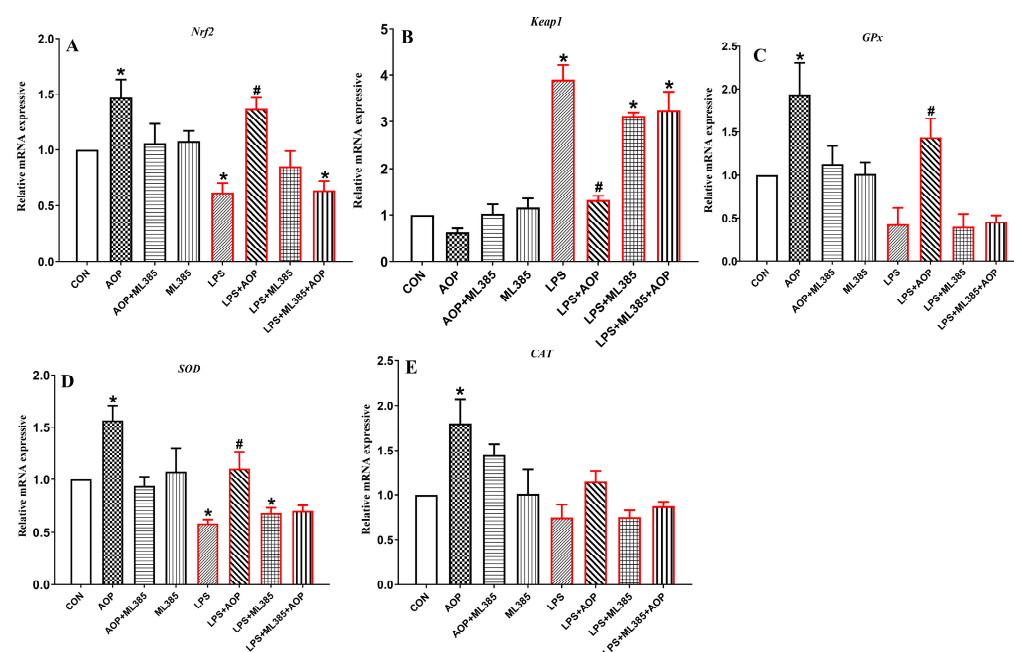 A
Nrf2
Relative mRNA expressive
2.0
1.5
1.0
0.5
0.0
CON
AOP
AOP+ML385
ML385
LPS
LPS+AOP
LPS+ML385
LPS+ML385+AOP
*
*
#
*
B
Keap1
Relative mRNA expressive
5
4
3
2
1
0
CON
AOP
AOP+ML385
ML385
LPS
LPS+AOP
LPS+ML385
LPS+ML385+AOP
*
#
*
*
C
GPx
Relative mRNA expressive
2.5
2.0
1.5
1.0
0.5
0.0
CON
AOP
AOP+ML385
ML385
LPS
LPS+AOP
LPS+ML385
LPS+ML385+AOP
*
#
D
SOD
Relative mRNA expressive
2.0
1.5
1.0
0.5
0.0
CON
AOP
AOP+ML385
ML385
LPS
LPS+AOP
LPS+ML385
LPS+ML385+AOP
*
*
#
*
E
CAT
Relative mRNA expressive
2.5
2.0
1.5
1.0
0.5
0.0
CON
AOP
AOP+ML385
ML385
LPS
LPS+AOP
LPS+ML385
LPS+ML385+AOP
*